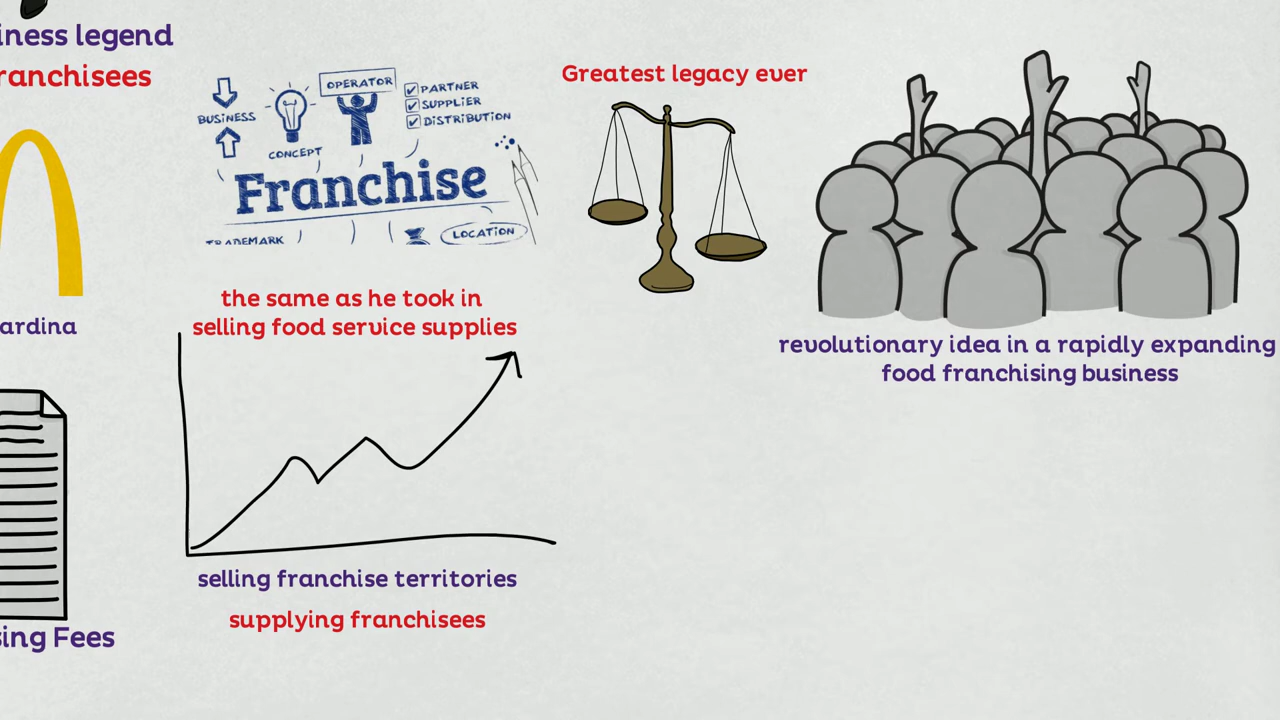 iness legend
ranchisees
ardina
sing Fees
BUSINESS
CONCEPT
OPERATOR
PARTNER
SUPPLIER
DISTRIBUTION
Franchise
TRADEMARK
LOCATION
the same as he took in
selling food service supplies
selling franchise territories
supplying franchisees
Greatest legacy ever
revolutionary idea in a rapidly expanding
food franchising business